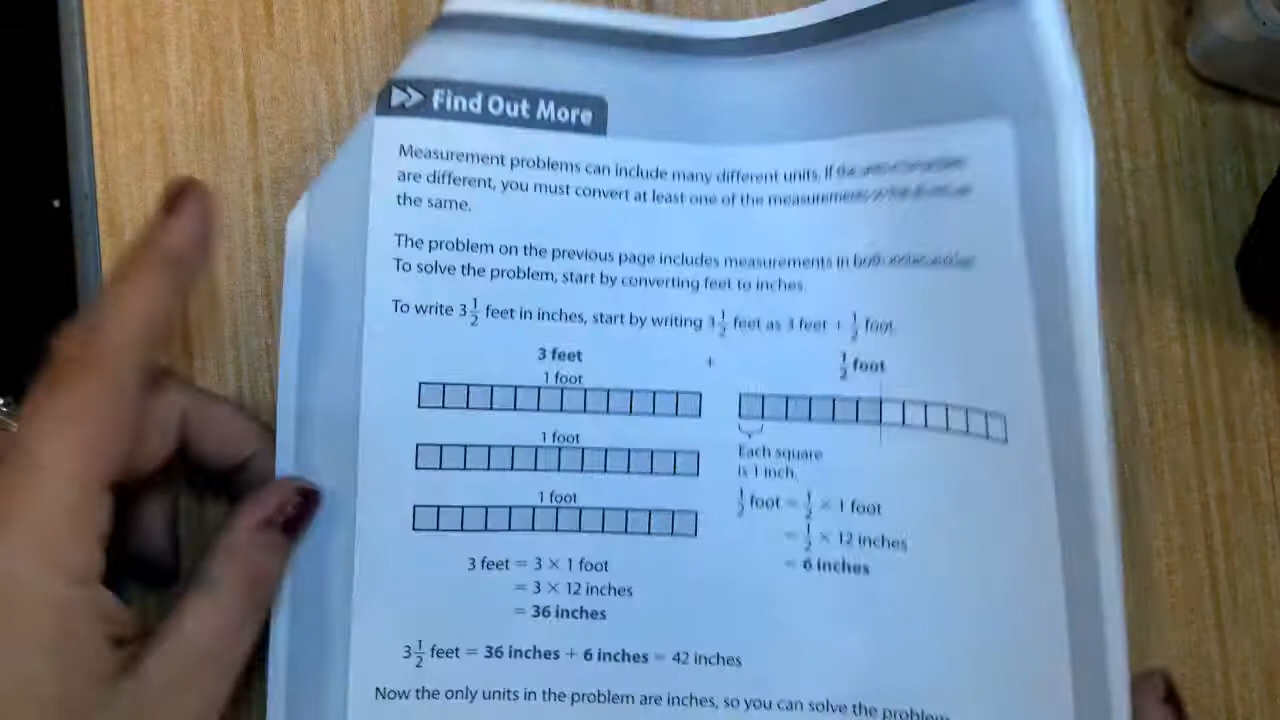 Find Out More
Measurement problems can include many different units. If the
are different, you must convert at least one of the measurements
the same.
The problem on the previous page includes measurements in both
To solve the problem, start by converting feet to inches.
To write 3 1/2 feet in inches, start by writing 3 1/2 feet as 3 feet + 1/2 foot.
3 feet + 1/2 foot
1 foot
1 foot
Each square
is 1 inch.
1 foot
1/2 foot = 1/2 × 1 foot
= 1/2 × 12 inches
= 6 inches
3 feet = 3 × 1 foot
= 3 × 12 inches
= 36 inches
3 1/2 feet = 36 inches + 6 inches = 42 inches
Now the only units in the problem are inches, so you can solve the problem